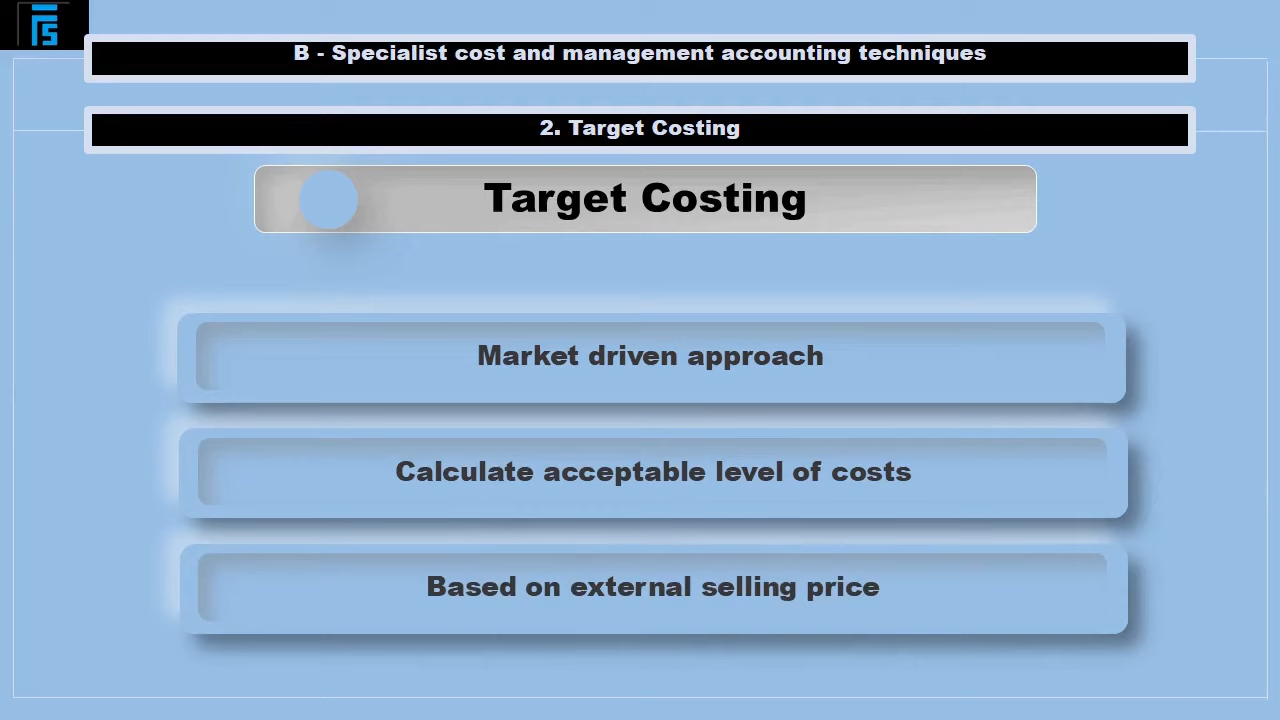 B - Specialist cost and management accounting techniques
2. Target Costing
Target Costing
Market driven approach
Calculate acceptable level of costs
Based on external selling price